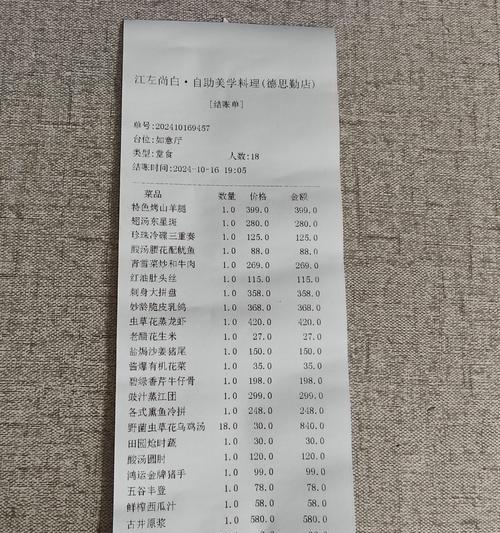 江左尚白·自助美学料理(德思勤店)
[结账单]
单号:202410169457
台位:如意厅
类型:堂食 人数:18
结账时间:2024-10-16 19:05
菜品 数量 价格 金额
特色烤山羊腿 1.0 399.0 399.0
翅汤东星斑 1.0 280.0 280.0
珍珠冷碟三重奏 1.0 125.0 125.0
酸汤腰花配鱿鱼 1.0 88.0 88.0
青雪菜炒和牛肉 1.0 269.0 269.0
红油肚头丝 1.0 115.0 115.0
刺身大拼盘 1.0 358.0 358.0
妙龄脆皮乳鸽 1.0 368.0 368.0
虫草花蒸龙虾 1.0 420.0 420.0
老醋花生米 1.0 27.0 27.0
盐焗沙姜猪尾 1.0 150.0 150.0
酱爆有机花菜 1.0 35.0 35.0
碧绿香芹牛仔骨 1.0 198.0 198.0
豉汁蒸江团 1.0 299.0 299.0
各式熏鱼冷拼 1.0 248.0 248.0
野菌虫草花乌鸡汤 18.0 30.0 840.0
田园炝时蔬 1.0 30.0 30.0
酸汤圆肘 1.0 120.0 120.0
鸿运金牌猪手 1.0 99.0 99.0
五谷丰登 1.0 78.0 78.0
鲜榨西瓜汁 1.0 58.0 58.0
古井原浆 1.0 580.0 580.0